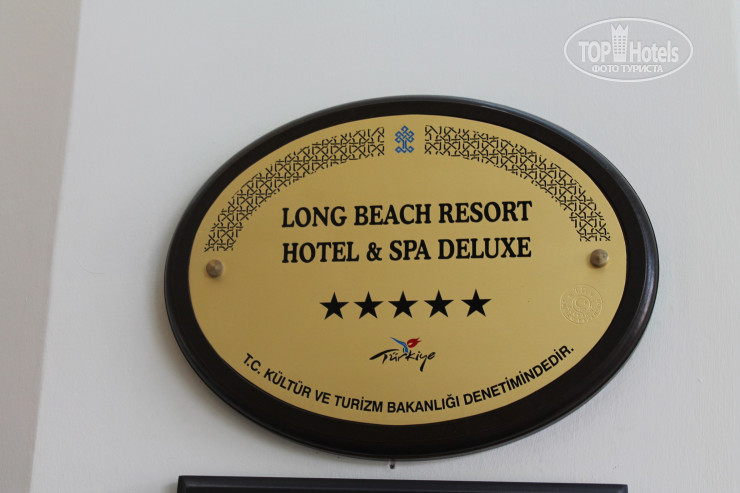 TOP Hotels
ФОТО ТУРИСТА
LONG BEACH RESORT
HOTEL & SPA DELUXE
★★★★★
Türkiye
T.C. KÜLTÜR VE TURİZM BAKANLIĞI DENETİMİNDEDİR.